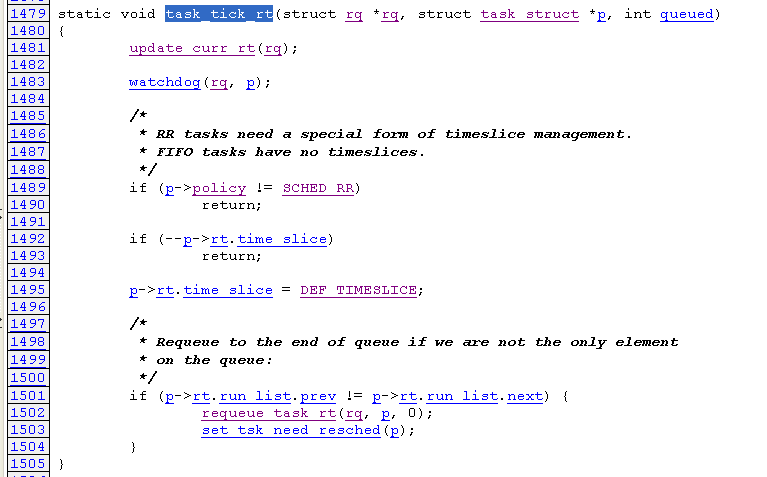 1479 static void task_tick_rt(struct rq *rq, struct task_struct *p, int queued)
1480 {
1481 update_curr_rt(rq);
1482
1483 watchdog(rq, p);
1484
1485 /*
1486 * RR tasks need a special form of timeslice management.
1487 * FIFO tasks have no timeslices.
1488 */
1489 if (p->policy != SCHED_RR)
1490 return;
1491
1492 if (--p->rt.time_slice)
1493 return;
1494
1495 p->rt.time_slice = DEF_TIMESLICE;
1496
1497 /*
1498 * Requeue to the end of queue if we are not the only element
1499 * on the queue:
1500 */
1501 if (p->rt.run_list.prev != p->rt.run_list.next) {
1502 requeue_task_rt(rq, p, 0);
1503 set_tsk_need_resched(p);
1504 }
1505 }